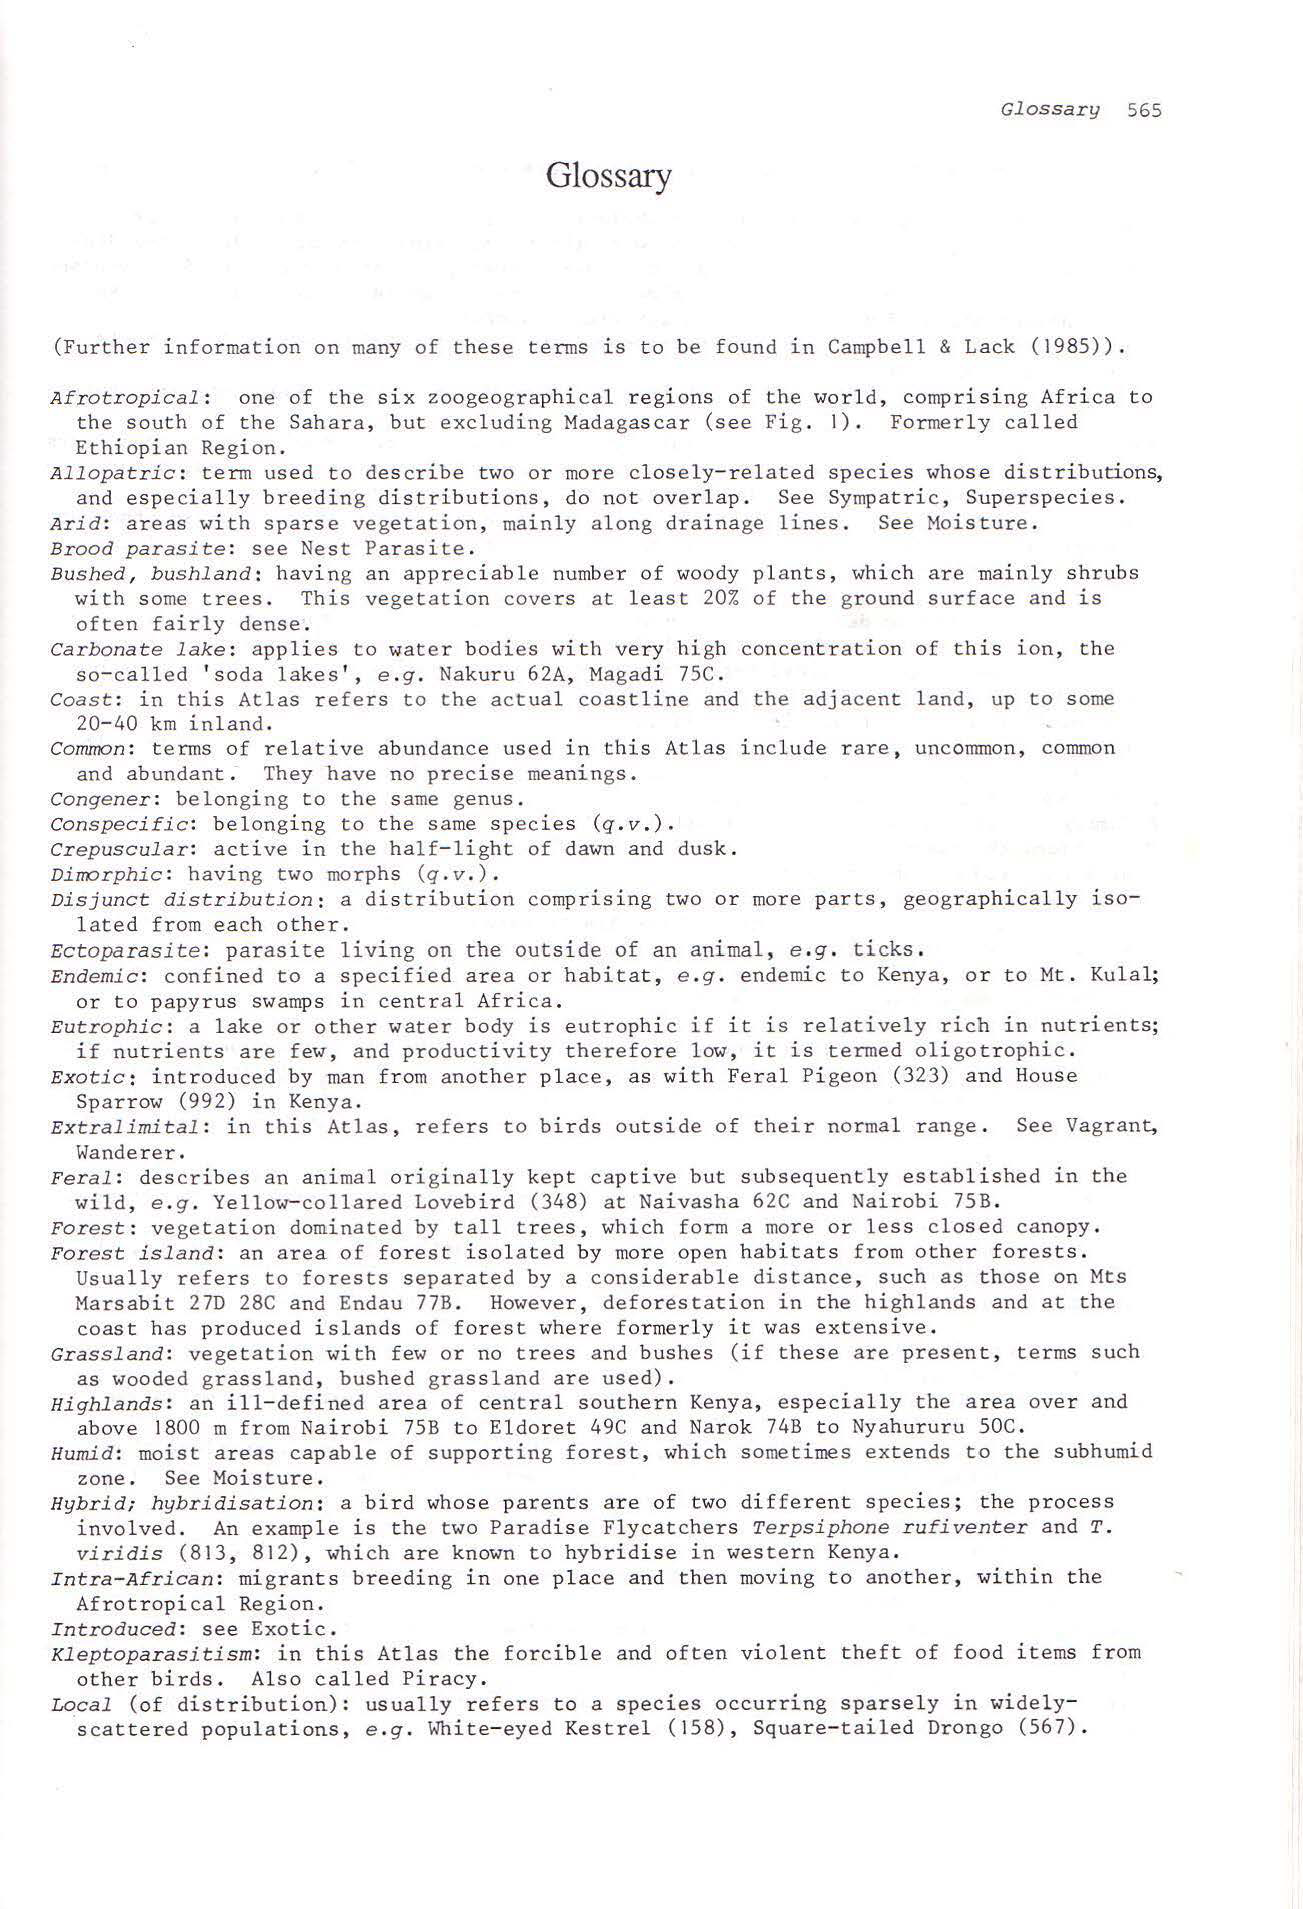 Glossary 565
Glossary
(Further information on many of these terms is to be found in Campbell & Lack (1985)).
Afrotropical: one of the six zoogeographical regions of the world, comprising Africa to
the south of the Sahara, but excluding Madagascar (see Fig. 1). Formerly called
Ethiopian Region.
Allopatric: term used to describe two or more closely-related species whose distributions,
and especially breeding distributions, do not overlap. See Sympatric, Superspecies.
Arid: areas with sparse vegetation, mainly along drainage lines. See Moisture.
Brood parasite: see Nest Parasite.
Bushed, bushland: having an appreciable number of woody plants, which are mainly shrubs
with some trees. This vegetation covers at least 20% of the ground surface and is
often fairly dense.
Carbonate lake: applies to water bodies with very high concentration of this ion, the
so-called 'soda lakes', e.g. Nakuru 62A, Magadi 75C.
Coast: in this Atlas refers to the actual coastline and the adjacent land, up to some
20-40 km inland.
Common: terms of relative abundance used in this Atlas include rare, uncommon, common
and abundant. They have no precise meanings.
Congener: belonging to the same genus.
Conspecific: belonging to the same species (q.v.).
Crepuscular: active in the half-light of dawn and dusk.
Dimorphic: having two morphs (q.v.).
Disjunct distribution: a distribution comprising two or more parts, geographically iso-
lated from each other.
Ectoparasite: parasite living on the outside of an animal, e.g. ticks.
Endemic: confined to a specified area or habitat, e.g. endemic to Kenya, or to Mt. Kulal;
or to papyrus swamps in central Africa.
Eutrophic: a lake or other water body is eutrophic if it is relatively rich in nutrients;
if nutrients are few, and productivity therefore low, it is termed oligotrophic.
Exotic: introduced by man from another place, as with Feral Pigeon (323) and House
Sparrow (992) in Kenya.
Extralimital: in this Atlas, refers to birds outside of their normal range. See Vagrant,
Wanderer.
Feral: describes an animal originally kept captive but subsequently established in the
wild, e.g. Yellow-collared Lovebird (348) at Naivasha 62C and Nairobi 75B.
Forest: vegetation dominated by tall trees, which form a more or less closed canopy.
Forest island: an area of forest isolated by more open habitats from other forests.
Usually refers to forests separated by a considerable distance, such as those on Mts
Marsabit 27D 28C and Endau 77B. However, deforestation in the highlands and at the
coast has produced islands of forest where formerly it was extensive.
Grassland: vegetation with few or no trees and bushes (if these are present, terms such
as wooded grassland, bushed grassland are used).
Highlands: an ill-defined area of central southern Kenya, especially the area over and
above 1800 m from Nairobi 75B to Eldoret 49C and Narok 74B to Nyahururu 50C.
Humid: moist areas capable of supporting forest, which sometimes extends to the subhumid
zone. See Moisture.
Hybrid; hybridisation: a bird whose parents are of two different species; the process
involved. An example is the two Paradise Flycatchers Terpsiphone rufiventer and T.
viridis (813, 812), which are known to hybridise in western Kenya.
Intra-African: migrants breeding in one place and then moving to another, within the
Afrotropical Region.
Introduced: see Exotic.
Kleptoparasitism: in this Atlas the forcible and often violent theft of food items from
other birds. Also called Piracy.
Local (of distribution): usually refers to a species occurring sparsely in widely-
scattered populations, e.g. White-eyed Kestrel (158), Square-tailed Drongo (567).